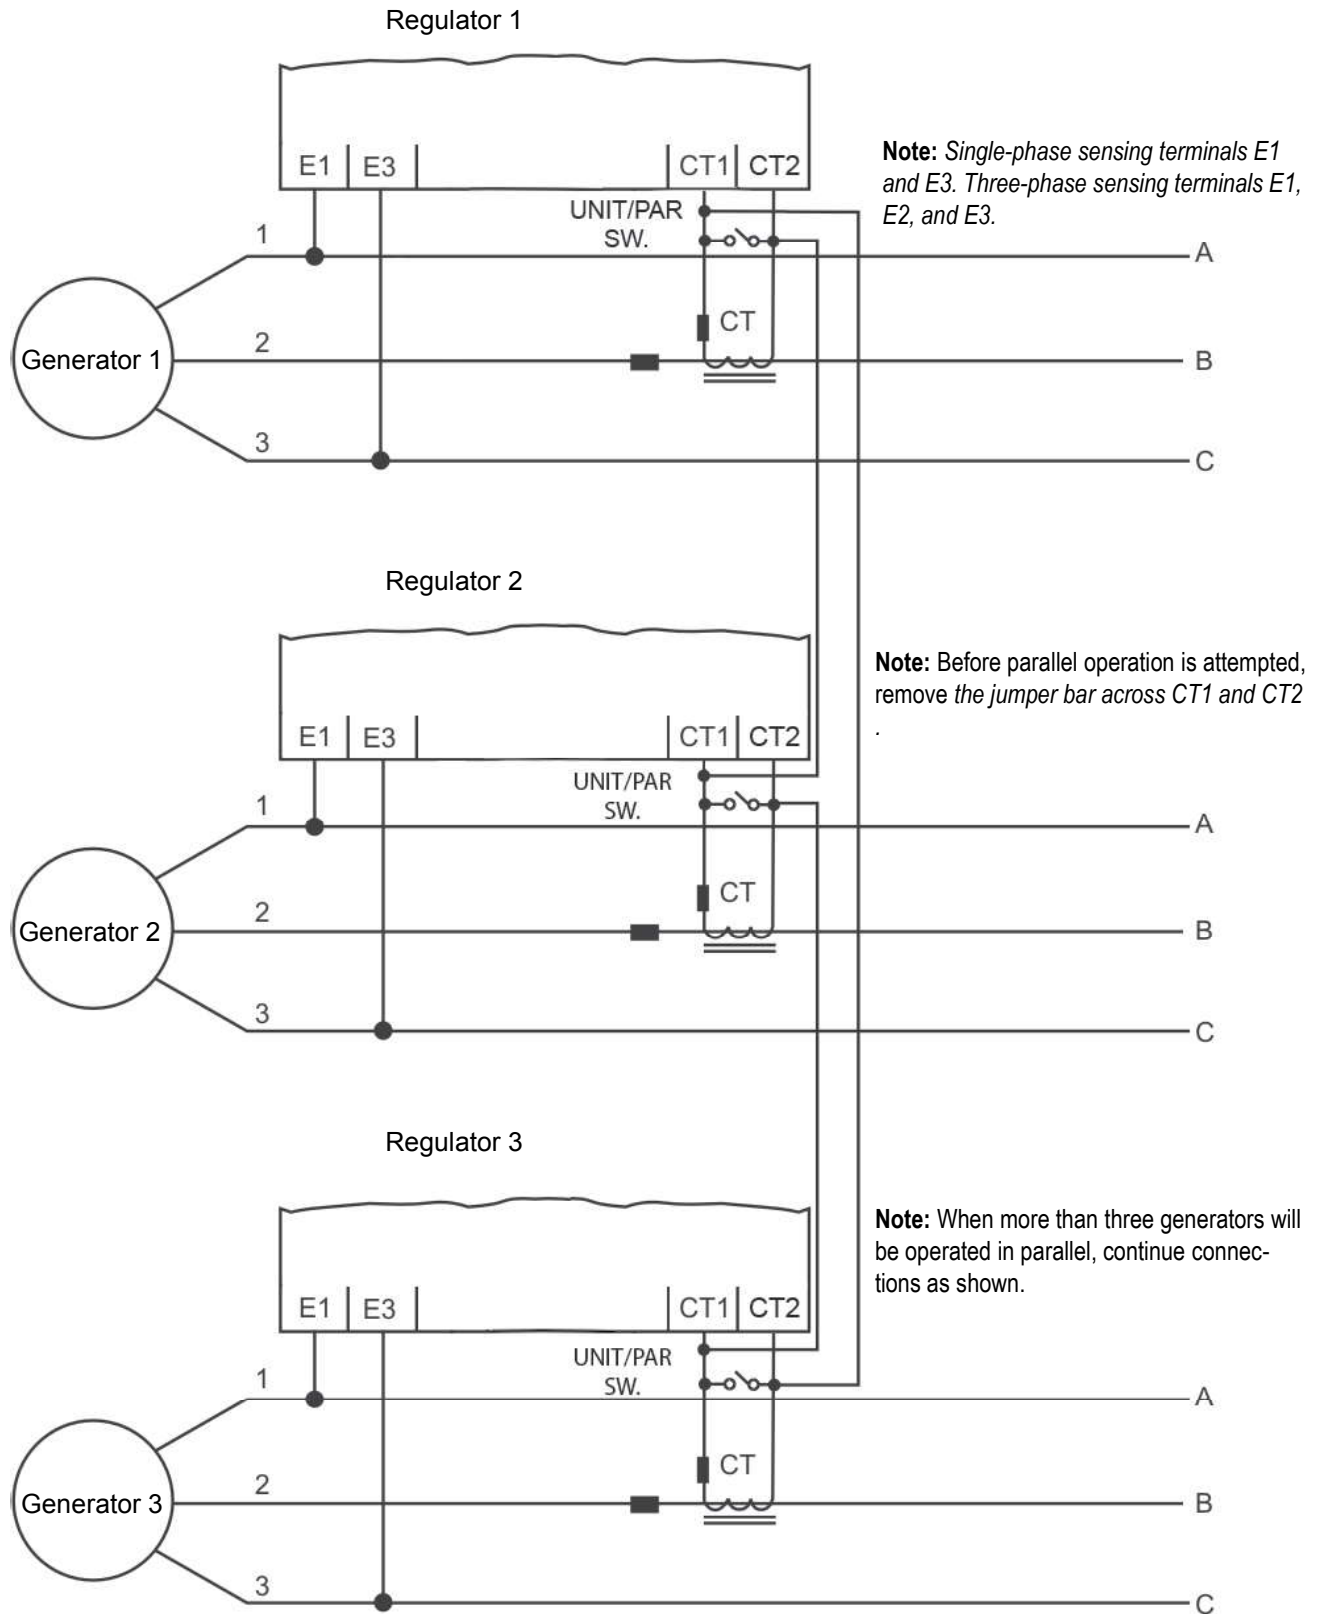 Regulator 1
E1 E3 CT1 CT2
Note: Single-phase sensing terminals E1
and E3. Three-phase sensing terminals E1,
E2, and E3.
UNIT/PAR
SW.
1
A
CT
Generator 1
2
B
3
C
Regulator 2
Note: Before parallel operation is attempted,
remove the jumper bar across CT1 and CT2
.
E1 E3 CT1 CT2
UNIT/PAR
SW.
1
A
CT
Generator 2
2
B
3
C
Regulator 3
Note: When more than three generators will
be operated in parallel, continue connec-
tions as shown.
E1 E3 CT1 CT2
UNIT/PAR
SW.
1
A
CT
Generator 3
2
B
3
C